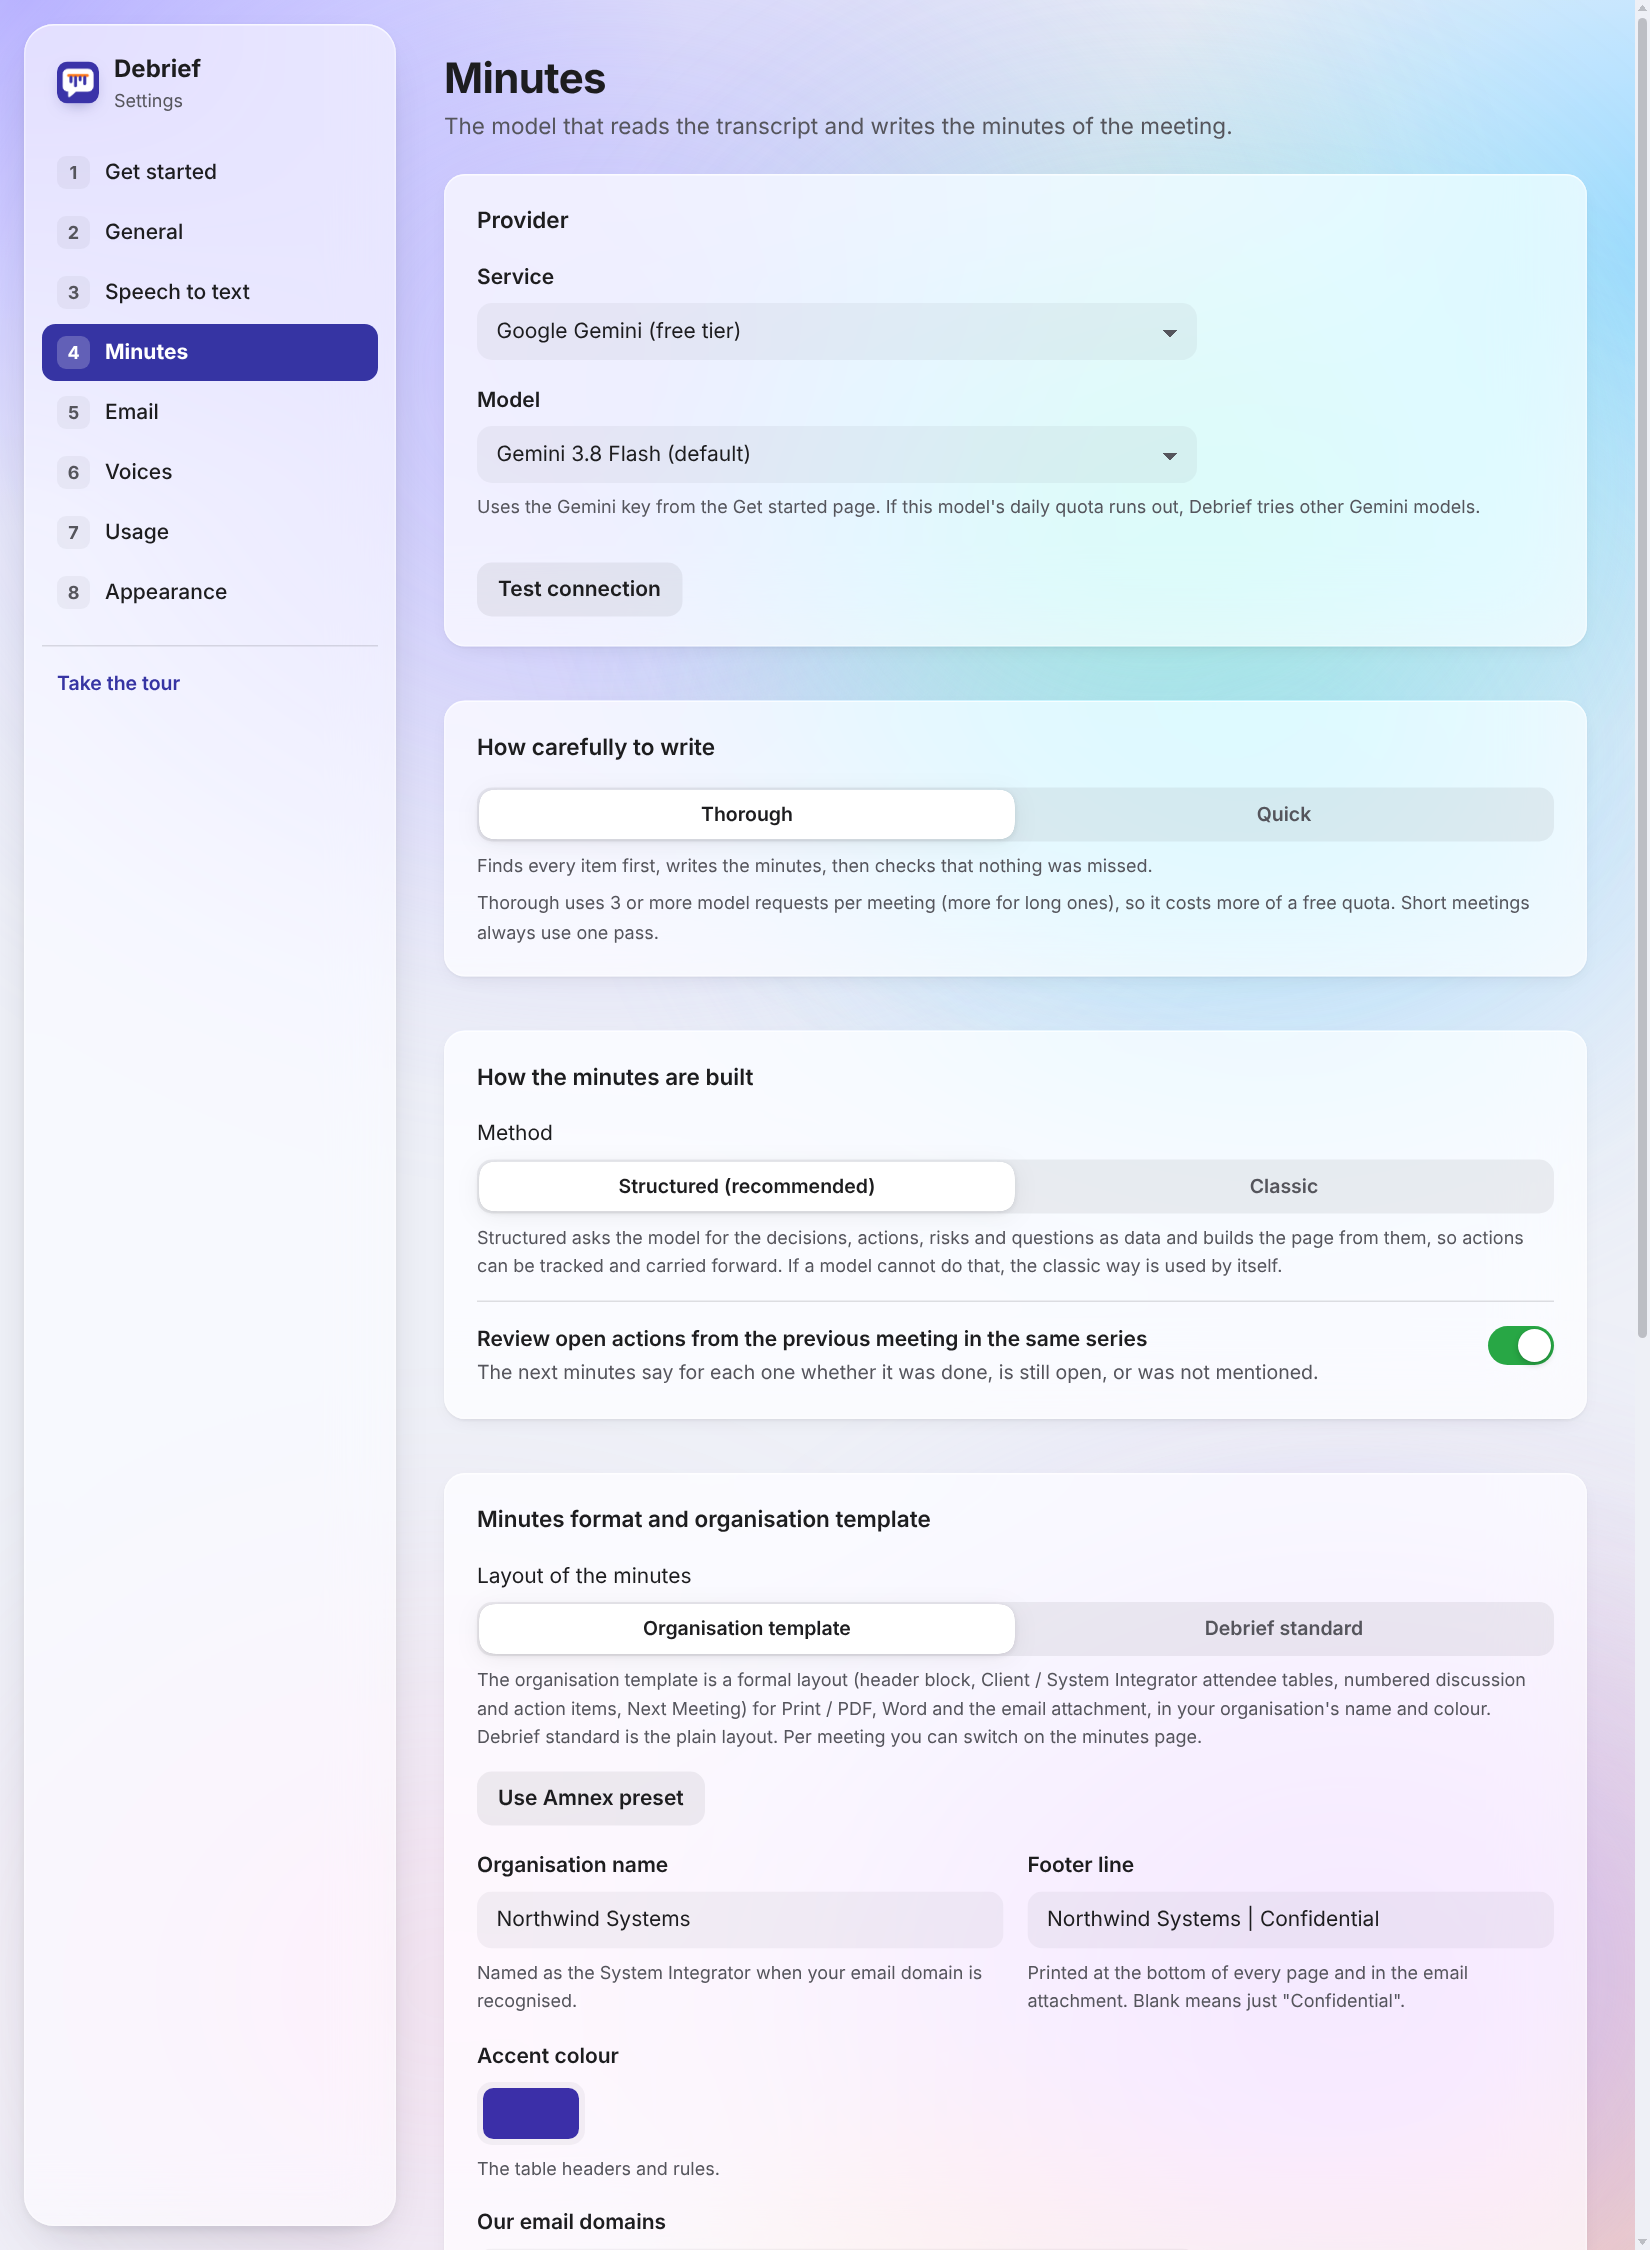 Debrief
Settings
1 Get started
2 General
3 Speech to text
4 Minutes
5 Email
6 Voices
7 Usage
8 Appearance
Take the tour
Minutes
The model that reads the transcript and writes the minutes of the meeting.
Provider
Service
Google Gemini (free tier)
Model
Gemini 3.8 Flash (default)
Uses the Gemini key from the Get started page. If this model's daily quota runs out, Debrief tries other Gemini models.
Test connection
How carefully to write
Thorough
Quick
Finds every item first, writes the minutes, then checks that nothing was missed.
Thorough uses 3 or more model requests per meeting (more for long ones), so it costs more of a free quota. Short meetings
always use one pass.
How the minutes are built
Method
Structured (recommended)
Classic
Structured asks the model for the decisions, actions, risks and questions as data and builds the page from them, so actions
can be tracked and carried forward. If a model cannot do that, the classic way is used by itself.
Review open actions from the previous meeting in the same series
The next minutes say for each one whether it was done, is still open, or was not mentioned.
Minutes format and organisation template
Layout of the minutes
Organisation template
Debrief standard
The organisation template is a formal layout (header block, Client / System Integrator attendee tables, numbered discussion
and action items, Next Meeting) for Print / PDF, Word and the email attachment, in your organisation's name and colour.
Debrief standard is the plain layout. Per meeting you can switch on the minutes page.
Use Amnex preset
Organisation name
Northwind Systems
Named as the System Integrator when your email domain is
recognised.
Footer line
Northwind Systems | Confidential
Printed at the bottom of every page and in the email
attachment. Blank means just "Confidential".
Accent colour
The table headers and rules.
Our email domains